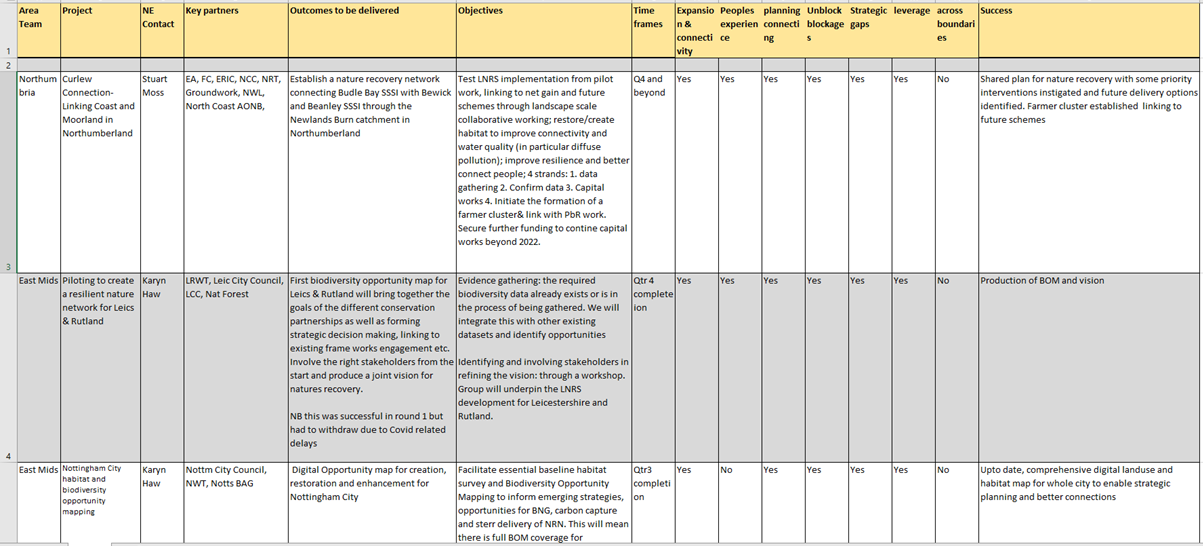 Area Team
Project
NE Contact
Key partners
Outcomes to be delivered
Objectives
Time frames
Expansio n & connecti vity
Peoples experien ce
planning connecti ng
Unblock blockage s
Strategic gaps
leverage
across boundari es
Success
1
2
Northum
bria
Curlew
Connection-
Linking Coast and
Moorland in
Northumberland
Stuart
Moss
EA, FC, ERIC, NCC, NRT,
Groundwork, NWL,
North Coast AONB,
Establish a nature recovery network
connecting Budle Bay SSSI with Bewick
and Beanley SSSI through the
Newlands Burn catchment in
Northumberland
Test LNRS implementation from pilot
work, linking to net gain and future
schemes through landscape scale
collaborative working; restore/create
habitat to improve connectivity and
water quality (in particular diffuse
pollution); improve resilience and better
connect people; 4 strands: 1. data
gathering 2. Confirm data 3. Capital
works 4. Initiate the formation of a
farmer cluster& link with PbR work.
Secure further funding to contine capital
works beyond 2022.
Q4 and
beyond
Yes
Yes
Yes
Yes
Yes
Yes
No
Shared plan for nature recovery with some priority
interventions instigated and future delivery options
identified. Farmer cluster established linking to
future schemes
3
East Mids
Piloting to create
a resilient nature
network for Leics
& Rutland
Karyn
Haw
LRWT, Leic City Council,
LCC, Nat Forest
First biodiversity opportunity map for
Leics & Rutland will bring together the
goals of the different conservation
partnerships as well as forming
strategic decision making, linking to
existing frame works engagement etc.
Involve the right stakeholders from the
start and produce a joint vision for
natures recovery.
NB this was successful in round 1 but
had to withdraw due to Covid related
delays
Evidence gathering: the required
biodiversity data already exists or is in
the process of being gathered. We will
integrate this with other existing
datasets and identify opportunities
Identifying and involving stakeholders in
refining the vision: through a workshop.
Group will underpin the LNRS
development for Leicestershire and
Rutland.
Qtr 4
complete
ion
Yes
Yes
Yes
Yes
Yes
Yes
No
Production of BOM and vision
4
East Mids
Nottingham City
habitat and
biodiversity
opportunity
mapping
Karyn
Haw
Nottm City Council,
NWT, Notts BAG
Digital Opportunity map for creation,
restoration and enhancement for
Nottingham City
Facilitate essential baseline habitat
survey and Biodiversity Opportunity
Mapping to inform emerging strategies,
opportunities for BNG, carbon capture
and sterr delivery of NRN. This will mean
there is full BOM coverage for
Qtr3
completi
on
Yes
No
Yes
Yes
Yes
Yes
No
Upto date, comprehensive digital landuse and
habitat map for whole city to enable strategic
planning and better connections